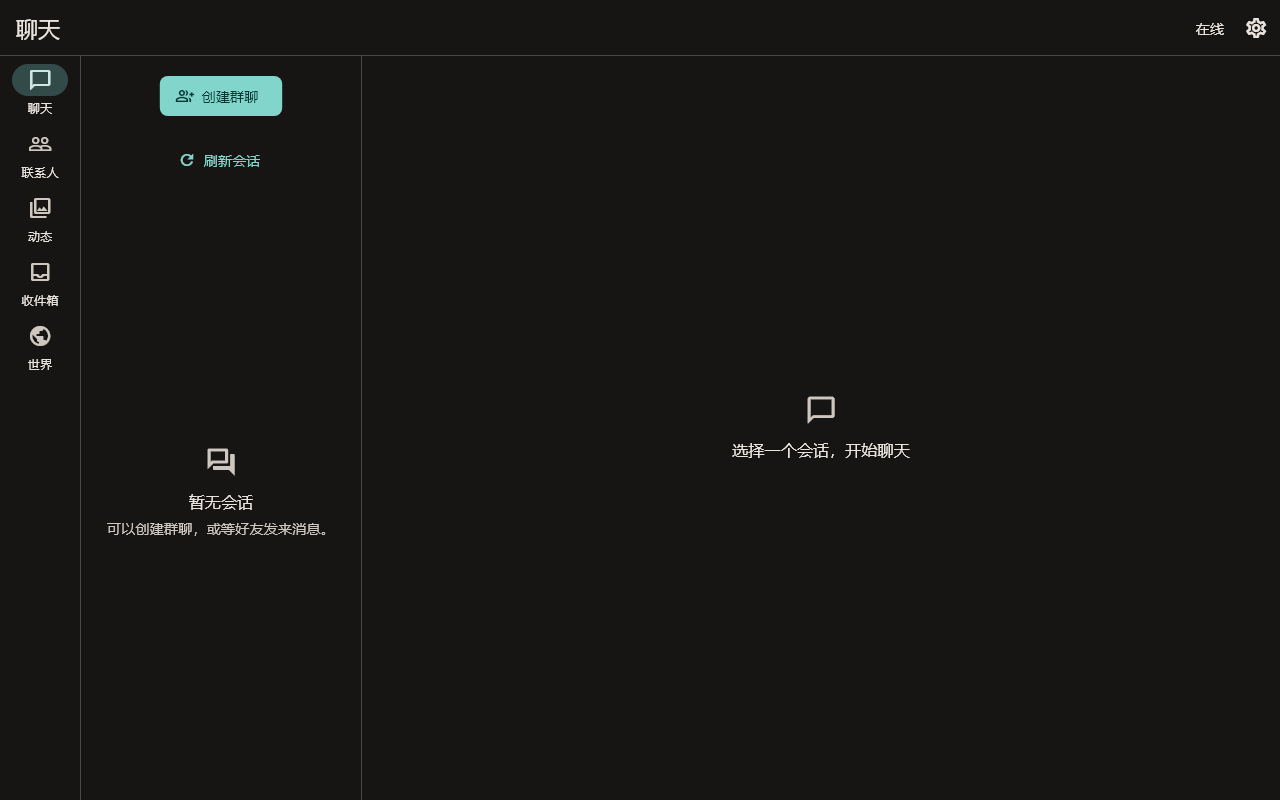 聊天
在线
聊天
联系人
动态
收件箱
世界
创建群聊
刷新会话
暂无会话
可以创建群聊，或等好友发来消息。
选择一个会话，开始聊天